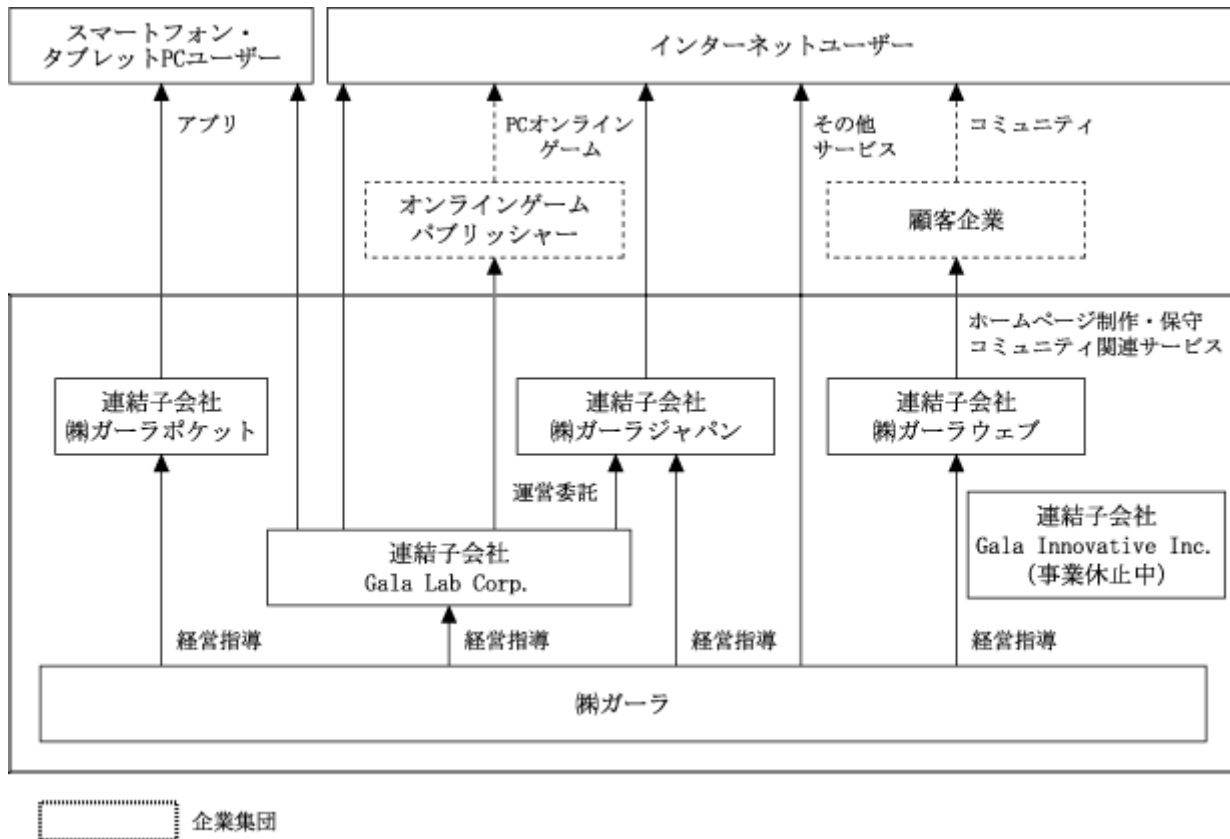 スマートフォン・
タブレットPCユーザー
インターネットユーザー
アプリ
PCオンライン
ゲーム
その他
サービス
コミュニティ
オンラインゲーム
パブリッシャー
顧客企業
ホームページ制作・保守
コミュニティ関連サービス
連結子会社
㈱ガーラポケット
連結子会社
㈱ガーラジャパン
連結子会社
㈱ガーラウェブ
運営委託
連結子会社
Gala Lab Corp.
連結子会社
Gala Innovative Inc.
(事業休止中)
経営指導
経営指導
経営指導
経営指導
㈱ガーラ
企業集団